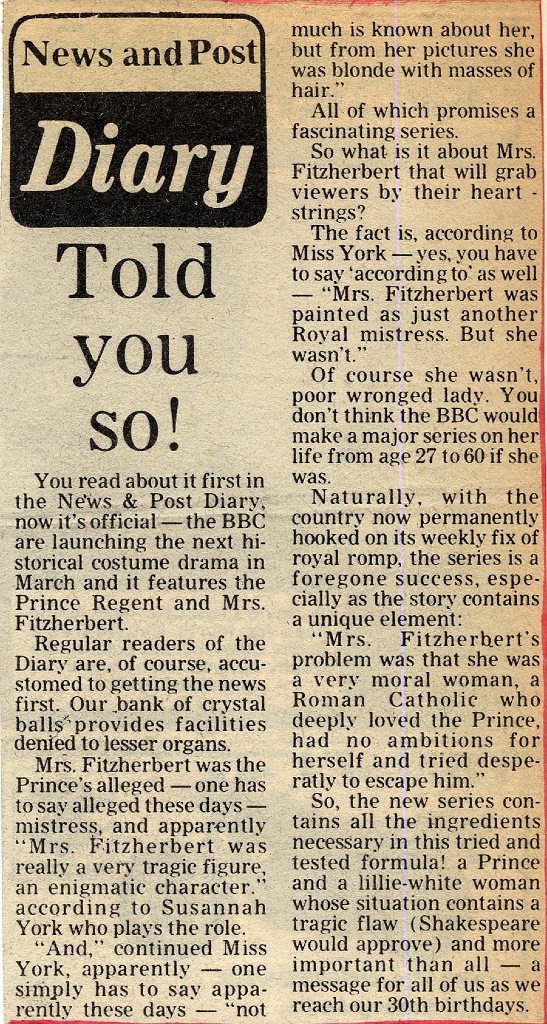 News and Post
Diary
Told
you
so!
You read about it first in
the News & Post Diary,
now it's official — the BBC
are launching the next hi-
storical costume drama in
March and it features the
Prince Regent and Mrs.
Fitzherbert.
Regular readers of the
Diary are, of course, accu-
stomed to getting the news
first. Our bank of crystal
balls provides facilities
denied to lesser organs.
Mrs. Fitzherbert was the
Prince's alleged — one has
to say alleged these days —
mistress, and apparently
"Mrs. Fitzherbert was
really a very tragic figure,
an enigmatic character."
according to Susannah
York who plays the role.
"And," continued Miss
York, apparently — one
simply has to say appa-
rently these days — "not
much is known about her,
but from her pictures she
was blonde with masses of
hair."
All of which promises a
fascinating series.
So what is it about Mrs.
Fitzherbert that will grab
viewers by their heart -
strings?
The fact is, according to
Miss York — yes, you have
to say 'according to' as well
— "Mrs. Fitzherbert was
painted as just another
Royal mistress. But she
wasn't."
Of course she wasn't,
poor wronged lady. You
don't think the BBC would
make a major series on her
life from age 27 to 60 if she
was.
Naturally, with the
country now permanently
hooked on its weekly fix of
royal romp, the series is a
foregone success, espe-
cially as the story contains
a unique element:
"Mrs. Fitzherbert's
problem was that she was
a very moral woman, a
Roman Catholic who
deeply loved the Prince,
had no ambitions for
herself and tried despe-
ratly to escape him."
So, the new series con-
tains all the ingredients
necessary in this tried and
tested formula! a Prince
and a lillie-white woman
whose situation contains a
tragic flaw (Shakespeare
would approve) and more
important than all — a
message for all of us as we
reach our 30th birthdays.